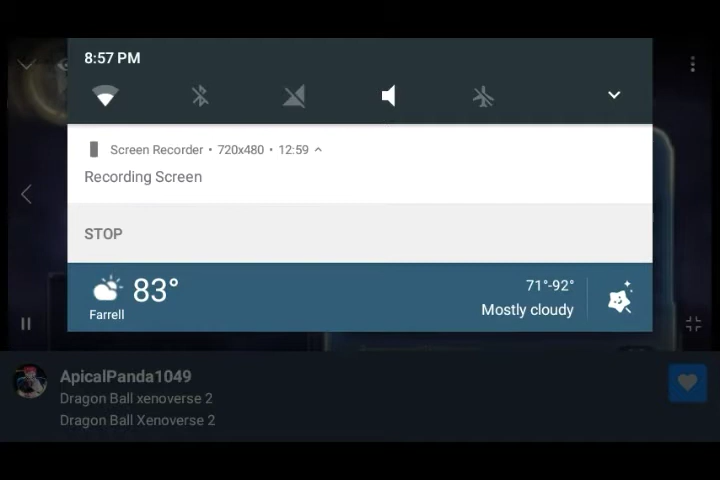 8:57 PM
Screen Recorder • 720x480 • 12:59
Recording Screen
STOP
83°
Farrell
71°-92°
Mostly cloudy
ApicalPanda1049
Dragon Ball xenoverse 2
Dragon Ball Xenoverse 2